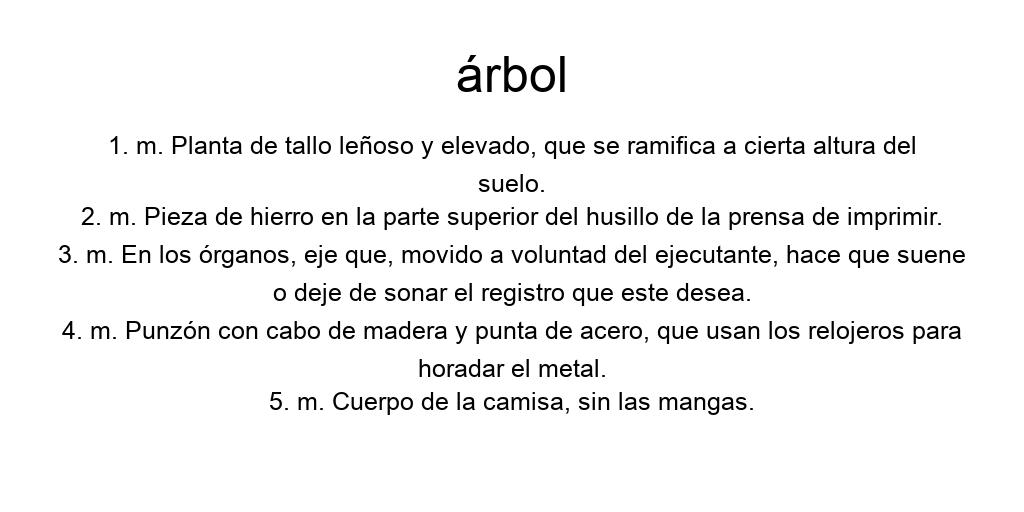 árbol
1. m. Planta de tallo leñoso y elevado, que se ramifica a cierta altura del
suelo.
2. m. Pieza de hierro en la parte superior del husillo de la prensa de imprimir.
3. m. En los órganos, eje que, movido a voluntad del ejecutante, hace que suene
o deje de sonar el registro que este desea.
4. m. Punzón con cabo de madera y punta de acero, que usan los relojeros para
horadar el metal.
5. m. Cuerpo de la camisa, sin las mangas.